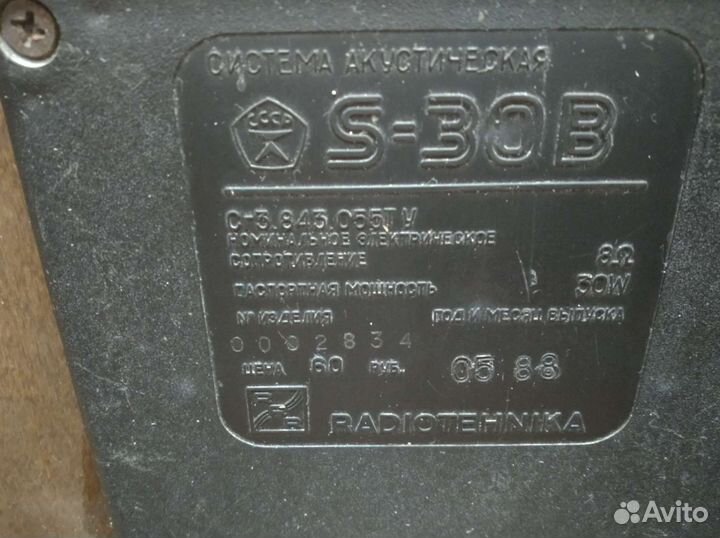 СИСТЕМА АКУСТИЧЕСКАЯ
СССР
S-30B
С-3.843.055ТУ
НОМИНАЛЬНОЕ ЭЛЕКТРИЧЕСКОЕ
СОПРОТИВЛЕНИЕ 8Ω
ПАСПОРТНАЯ МОЩНОСТЬ 30W
№ ИЗДЕЛИЯ ГОД И МЕСЯЦ ВЫПУСКА
0002834
ЦЕНА 60 РУБ. 05 88
RRR RADIOTEHNIKA
Avito